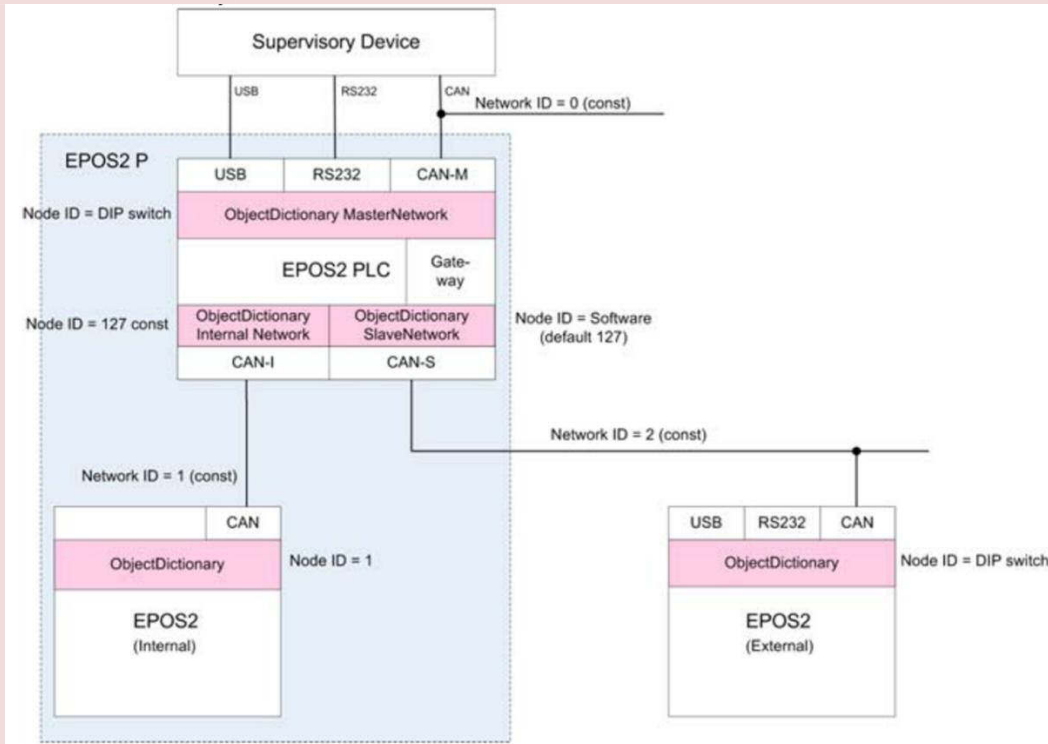 Supervisory Device
USB
RS232
CAN
Network ID = 0 (const)
EPOS2 P
USB
RS232
CAN-M
Node ID = DIP switch
ObjectDictionary MasterNetwork
EPOS2 PLC
Gate-
way
Node ID = 127 const
ObjectDictionary
Internal Network
ObjectDictionary
SlaveNetwork
Node ID = Software
(default 127)
CAN-I
CAN-S
Network ID = 2 (const)
Network ID = 1 (const)
CAN
ObjectDictionary
Node ID = 1
EPOS2
(Internal)
USB
RS232
CAN
ObjectDictionary
Node ID = DIP switch
EPOS2
(External)